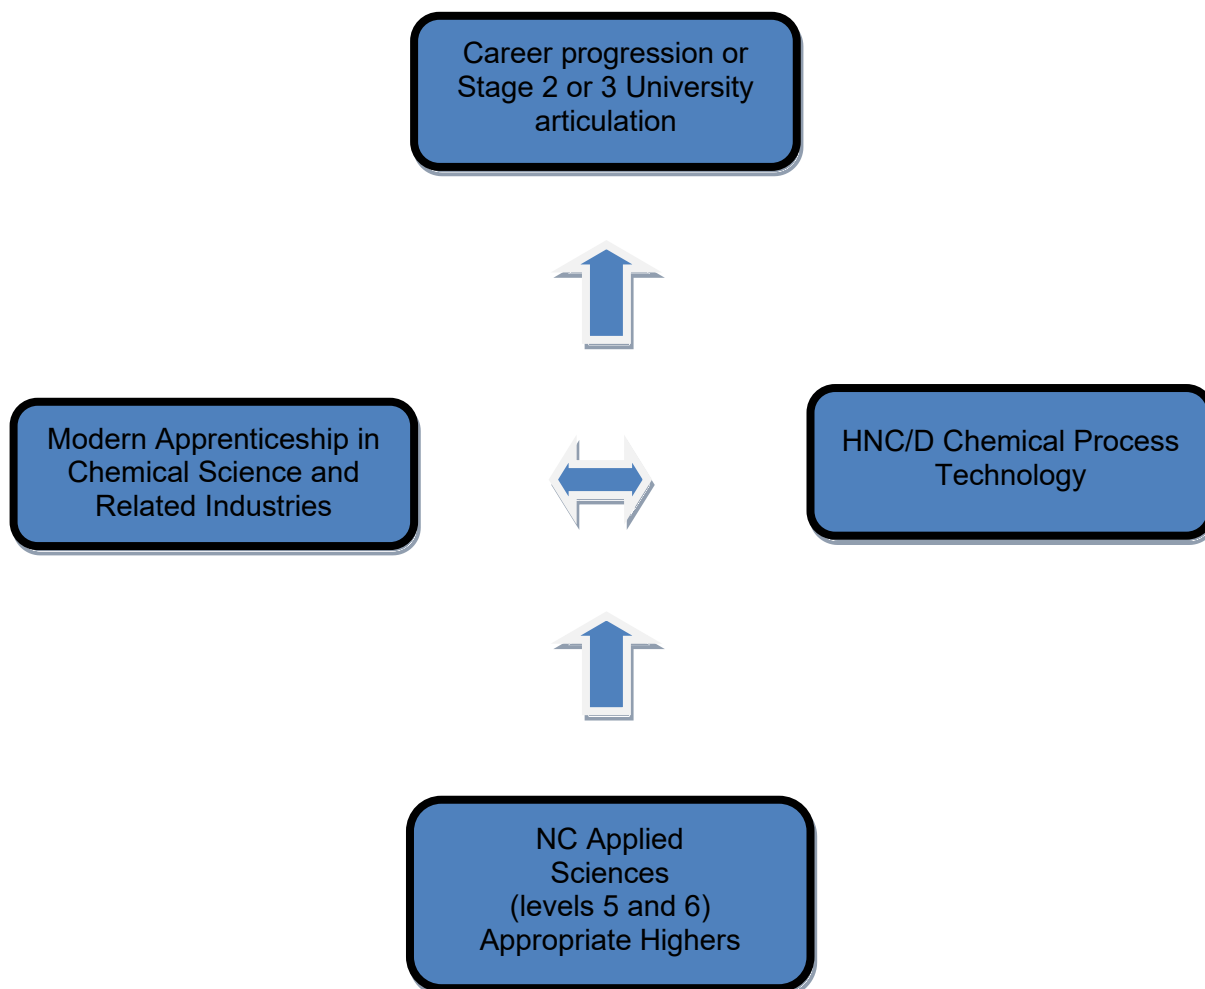 Career progression or
Stage 2 or 3 University
articulation
Modern Apprenticeship in
Chemical Science and
Related Industries
HNC/D Chemical Process
Technology
NC Applied
Sciences
(levels 5 and 6)
Appropriate Highers